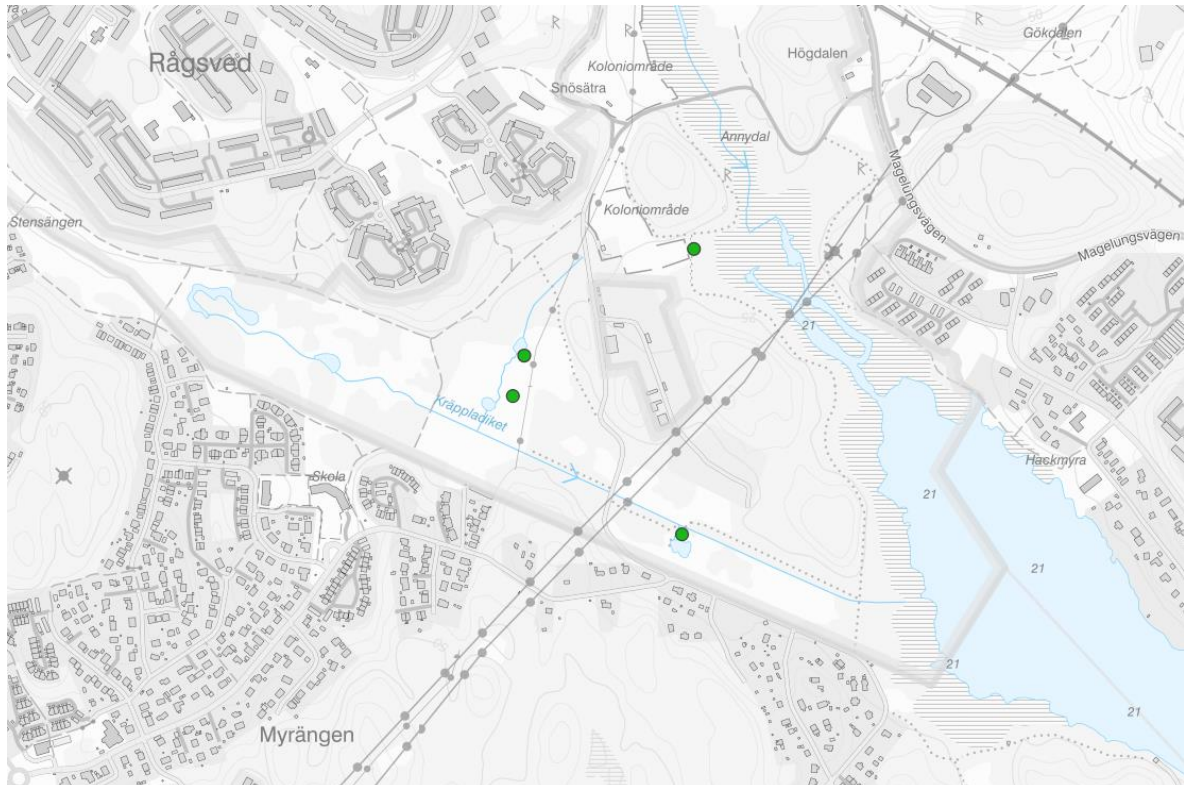 Gökdalen
Högdalen
Rågsved
Koloniområde
Snösätra
Annydal
Magelungsvägen
Koloniområde
Stensängen
Magelungsvägen
21
Kräppladiket
Hackmyra
Skola
21
21
21
21
Myrängen